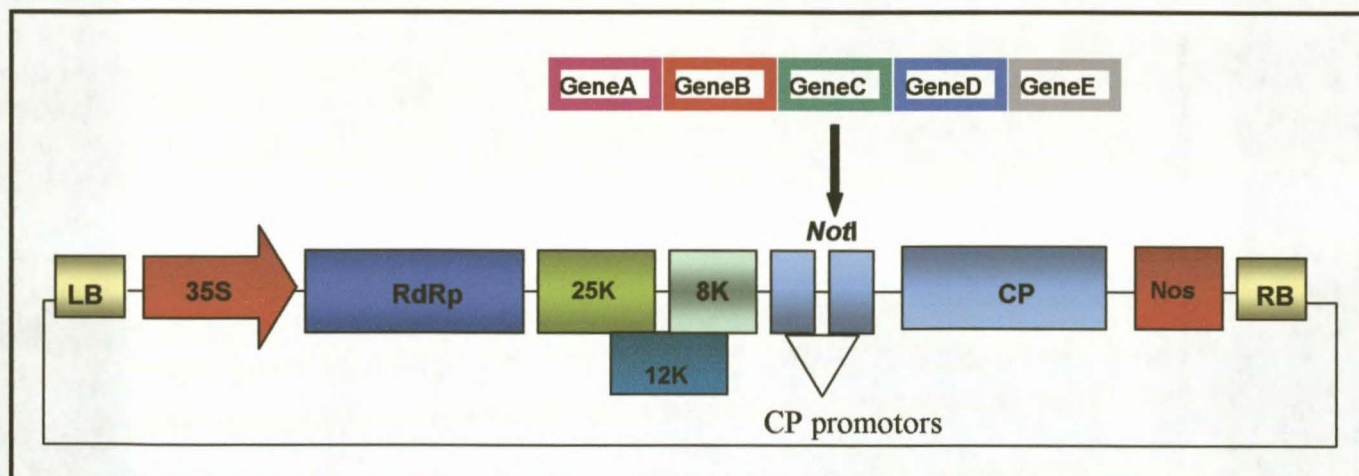 GeneA GeneB GeneC GeneD GeneE
NotI
LB 35S RdRp 25K 8K CP Nos RB
12K
CP promotors